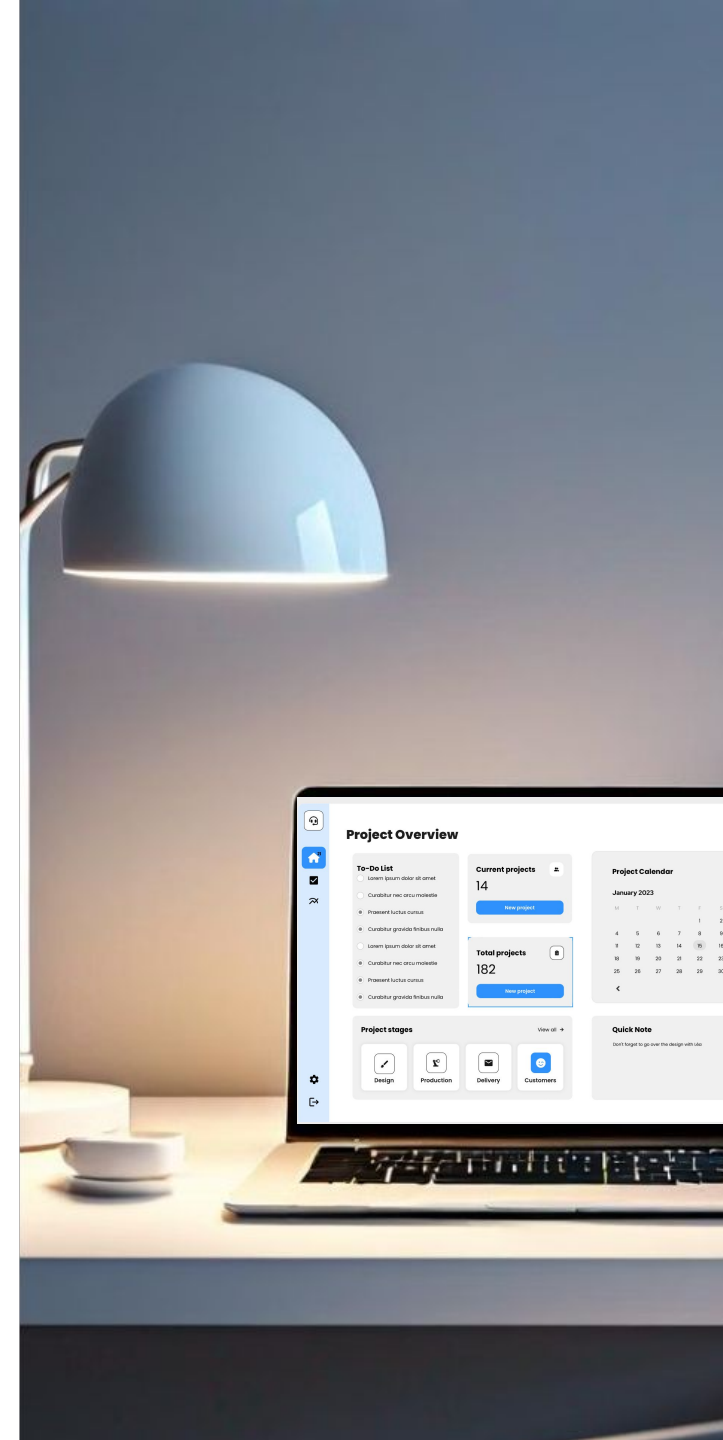 Project Overview
To-Do List
Lorem ipsum dolor sit amet
Curabitur nec arcu molestie
Praesent luctus cursus
Curabitur gravida finibus nulla
Lorem ipsum dolor sit amet
Curabitur nec arcu molestie
Praesent luctus cursus
Curabitur gravida finibus nulla
Current projects
14
New project
Total projects
182
New project
Project stages
View all
Design
Production
Delivery
Customers
Project Calendar
January 2023
M T W T F S
1 2
4 5 6 7 8 9
11 12 13 14 15
18 19 20 21 22
25 26 27 28 29
Quick Note
Don't forget to go over the design with